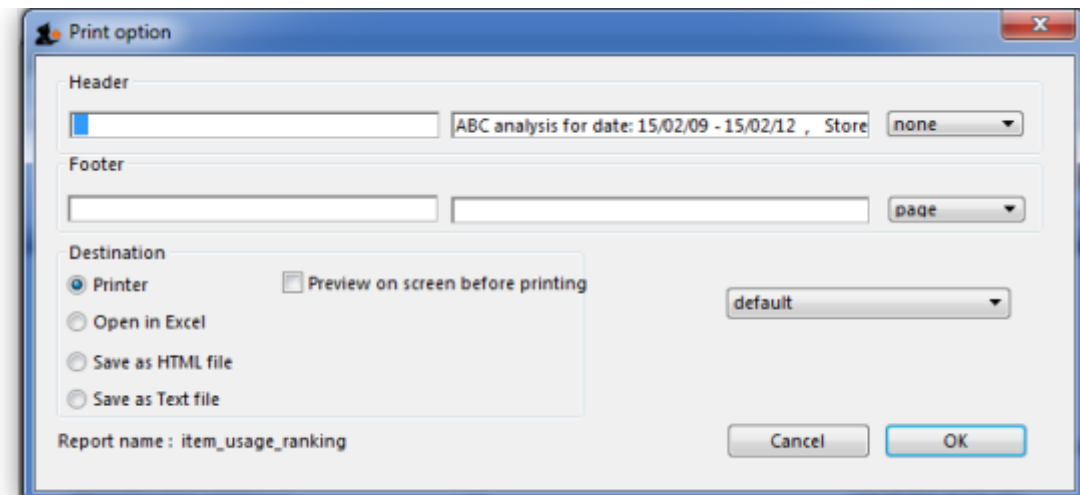 Print option
Header
ABC analysis for date: 15/02/09 - 15/02/12 , Store none
Footer
page
Destination
Printer Preview on screen before printing
default
Open in Excel
Save as HTML file
Save as Text file
Report name : item_usage_ranking Cancel OK